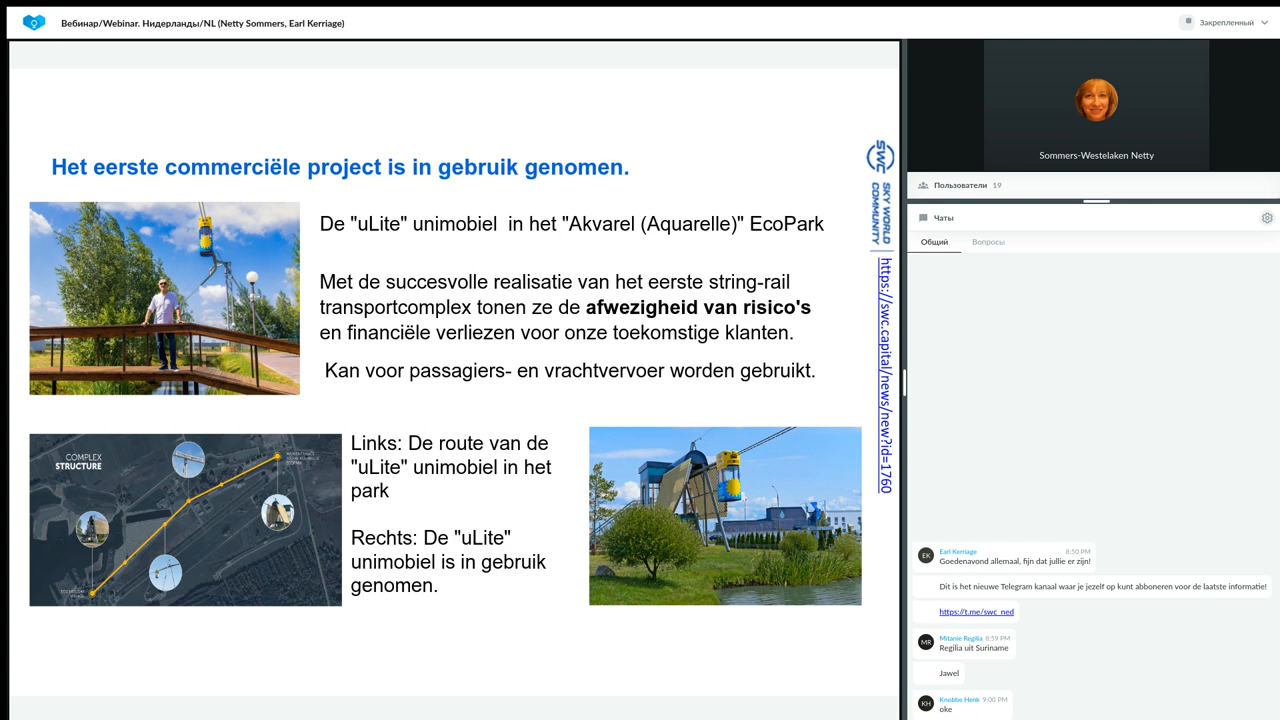 Вебинар/Webinar. Нидерланды/NL (Netty Sommers, Earl Kerriage)
Закрепленный
Het eerste commerciële project is in gebruik genomen.
De "uLite" unimobiel in het "Akvarel (Aquarelle)" EcoPark
Met de succesvolle realisatie van het eerste string-rail
transportcomplex tonen ze de afwezigheid van risico's
en financiële verliezen voor onze toekomstige klanten.
Kan voor passagiers- en vrachtvervoer worden gebruikt.
COMPLEX
STRUCTURE
Links: De route van de
"uLite" unimobiel in het
park
Rechts: De "uLite"
unimobiel is in gebruik
genomen.
SWC
SKY WORLD
COMMUNITY
https://swc.capital/news/new?id=1760
Sommers-Westelaken Netty
Пользователи 19
Чаты
Общий Вопросы
EK
Earl Kerriage 8:50 PM
Goedenavond allemaal, fijn dat jullie er zijn!
Dit is het nieuwe Telegram kanaal waar je jezelf op kunt abboneren voor de laatste informatie!
https://t.me/swc_ned
MR
Mitanie Regilia 8:59 PM
Regilia uit Suriname
Jawel
KH
Knobbe Henk 9:00 PM
oke